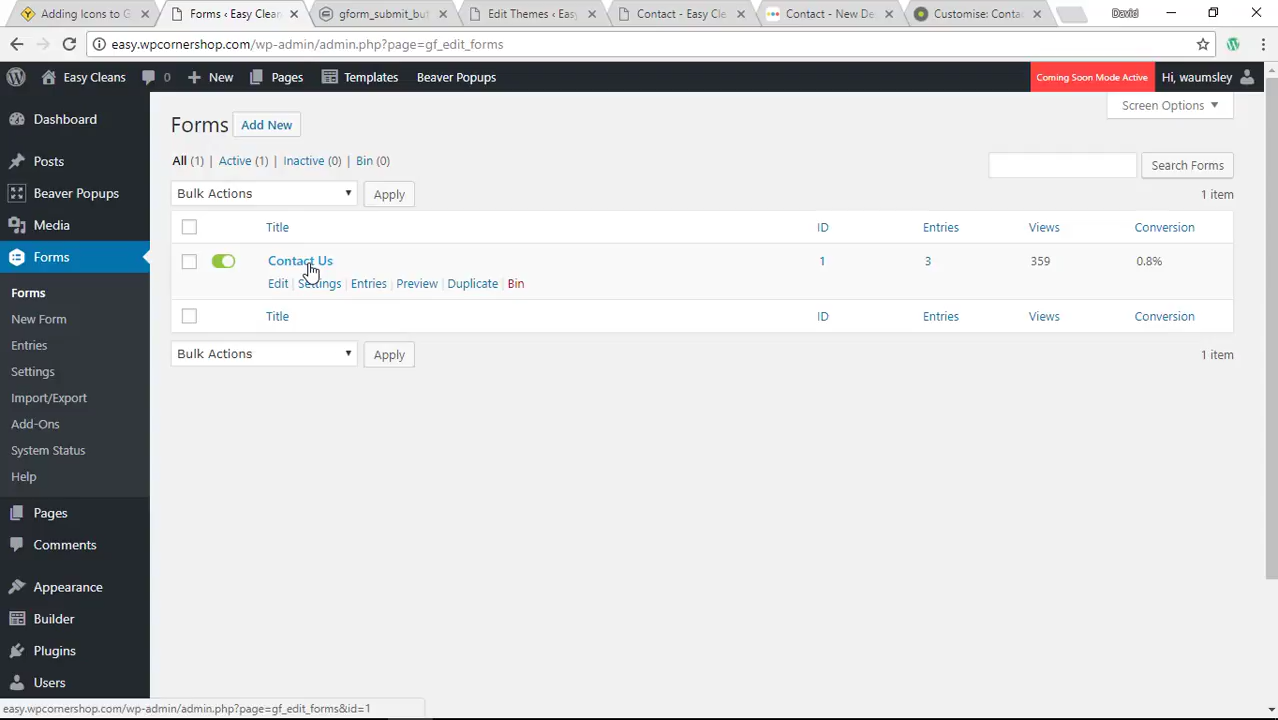 Adding Icons to G
Forms ‹ Easy Clean
gform_submit_but
Edit Themes ‹ Easy
Contact - Easy Cle
Contact - New De
Customise: Conta
David
easy.wpcornershop.com/wp-admin/admin.php?page=gf_edit_forms
Easy Cleans
0
New
Pages
Templates
Beaver Popups
Coming Soon Mode Active
Hi, waumsley
Screen Options
Dashboard
Posts
Beaver Popups
Media
Forms
Forms
New Form
Entries
Settings
Import/Export
Add-Ons
System Status
Help
Pages
Comments
Appearance
Builder
Plugins
Users
Forms
Add New
All (1) | Active (1) | Inactive (0) | Bin (0)
Search Forms
Bulk Actions
Apply
1 item
Title ID Entries Views Conversion
Contact Us 1 3 359 0.8%
Edit | Settings | Entries | Preview | Duplicate | Bin
Title ID Entries Views Conversion
Bulk Actions
Apply
1 item
easy.wpcornershop.com/wp-admin/admin.php?page=gf_edit_forms&id=1